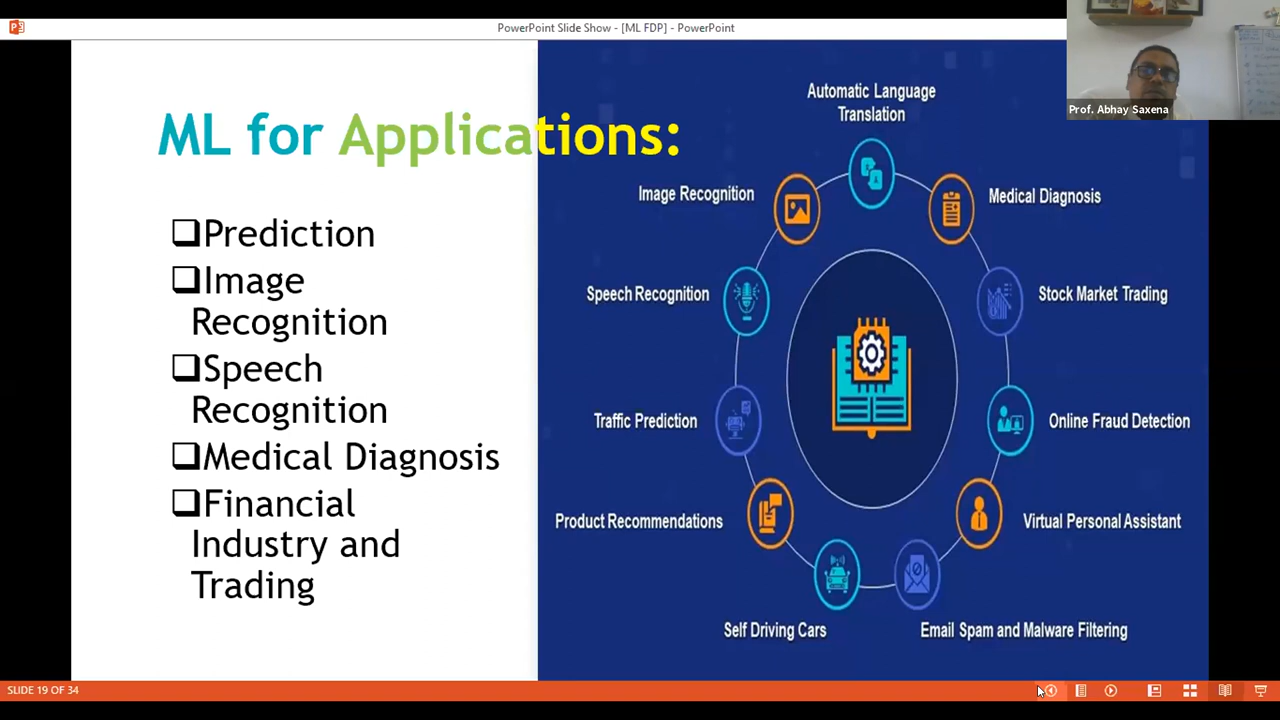 PowerPoint Slide Show - [ML FDP] - PowerPoint
Prof. Abhay Saxena
ML for Applications:
❑Prediction
❑Image
Recognition
❑Speech
Recognition
❑Medical Diagnosis
❑Financial
Industry and
Trading
Automatic Language
Translation
Image Recognition
Medical Diagnosis
Speech Recognition
Stock Market Trading
Traffic Prediction
Online Fraud Detection
Product Recommendations
Virtual Personal Assistant
Self Driving Cars
Email Spam and Malware Filtering
SLIDE 19 OF 34